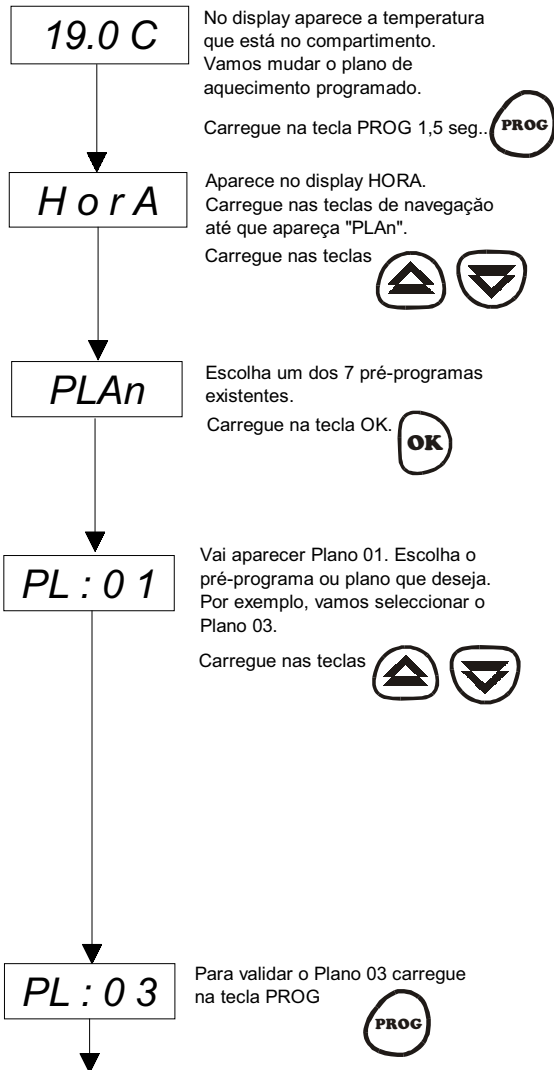 19.0 C
No display aparece a temperatura
que está no compartimento.
Vamos mudar o plano de
aquecimento programado.
Carregue na tecla PROG 1,5 seg..
PROG
H o r A
Aparece no display HORA.
Carregue nas teclas de navegação
até que apareça "PLAn".
Carregue nas teclas
PLAn
Escolha um dos 7 pré-programas
existentes.
Carregue na tecla OK.
OK
PL : 0 1
Vai aparecer Plano 01. Escolha o
pré-programa ou plano que deseja.
Por exemplo, vamos seleccionar o
Plano 03.
Carregue nas teclas
PL : 0 3
Para validar o Plano 03 carregue
na tecla PROG
PROG